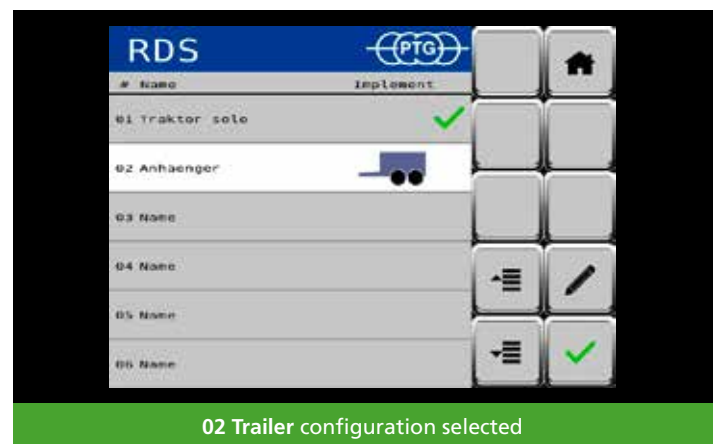 RDS
PTG
# Name Implement
01 Traktor solo
02 Anhaenger
03 Name
04 Name
05 Name
06 Name
02 Trailer configuration selected